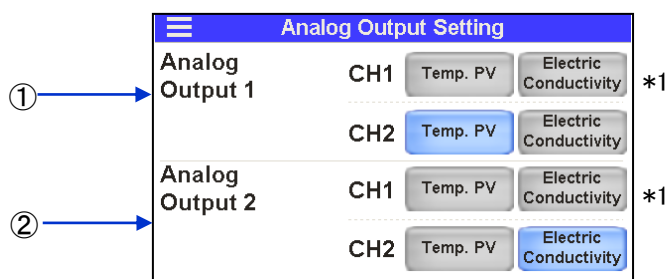 Analog Output Setting
Analog
Output 1
CH1
Temp. PV
Electric
Conductivity
*1
①
CH2
Temp. PV
Electric
Conductivity
Analog
Output 2
CH1
Temp. PV
Electric
Conductivity
*1
②
CH2
Temp. PV
Electric
Conductivity